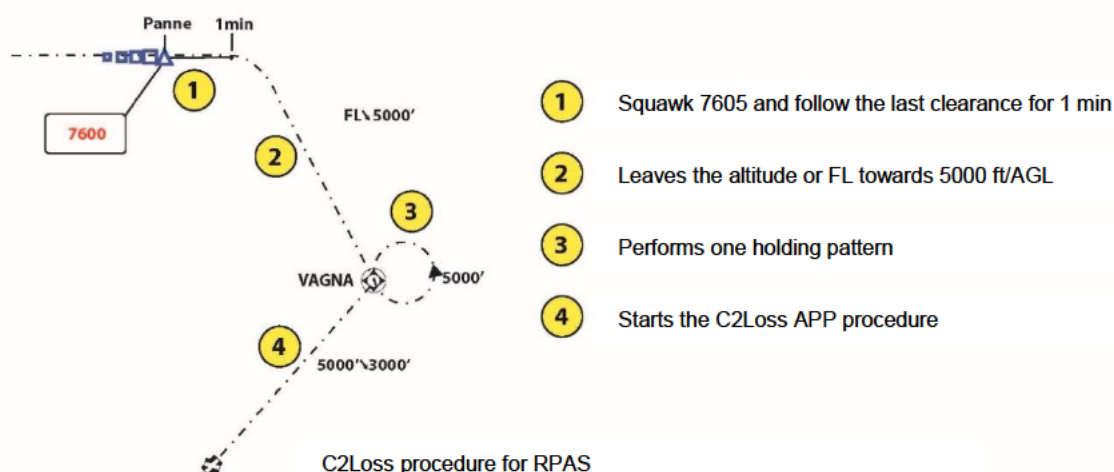 Panne 1min
1
7600
FL↘5000'
2
3
VAGNA
5000'
4
5000'↘3000'
1 Squawk 7605 and follow the last clearance for 1 min
2 Leaves the altitude or FL towards 5000 ft/AGL
3 Performs one holding pattern
4 Starts the C2Loss APP procedure
C2Loss procedure for RPAS